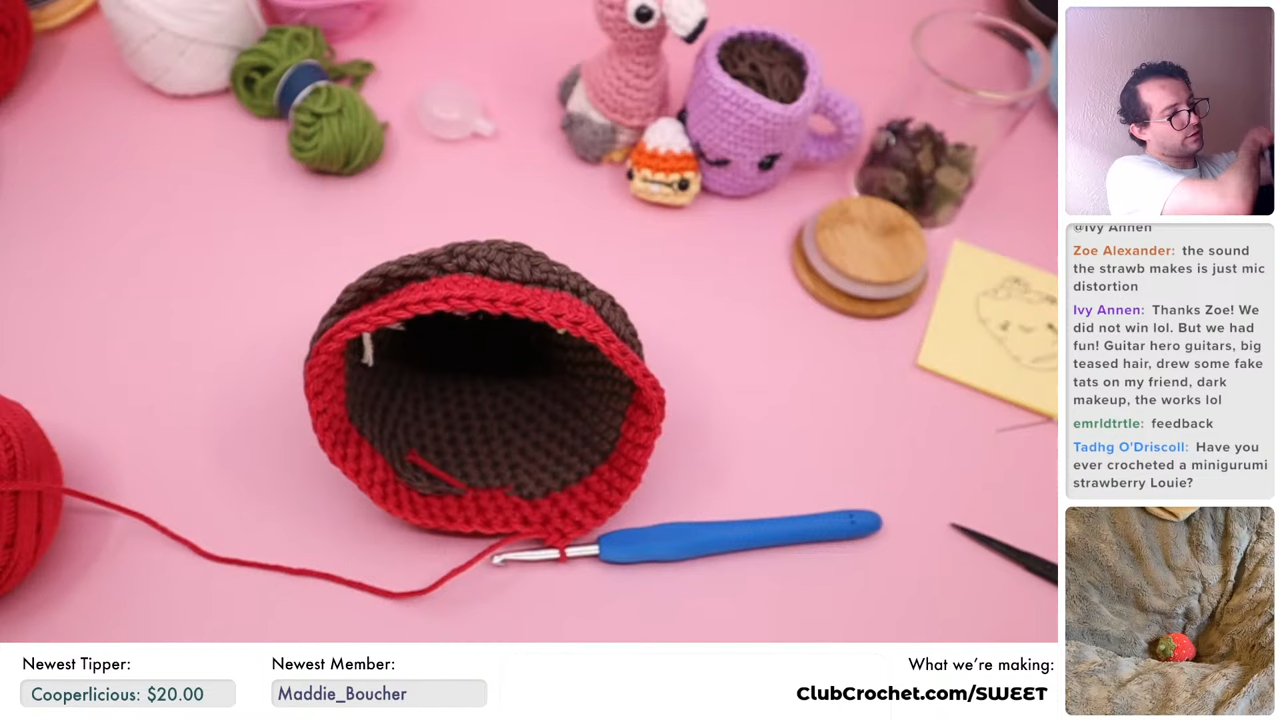 @Ivy Annen
Zoe Alexander: the sound
the strawb makes is just mic
distortion
Ivy Annen: Thanks Zoe! We
did not win lol. But we had
fun! Guitar hero guitars, big
teased hair, drew some fake
tats on my friend, dark
makeup, the works lol
emrldtrtle: feedback
Tadhg O'Driscoll: Have you
ever crocheted a minigurumi
strawberry Louie?
Newest Tipper:
Cooperlicious: $20.00
Newest Member:
Maddie_Boucher
What we're making:
ClubCrochet.com/SWEET